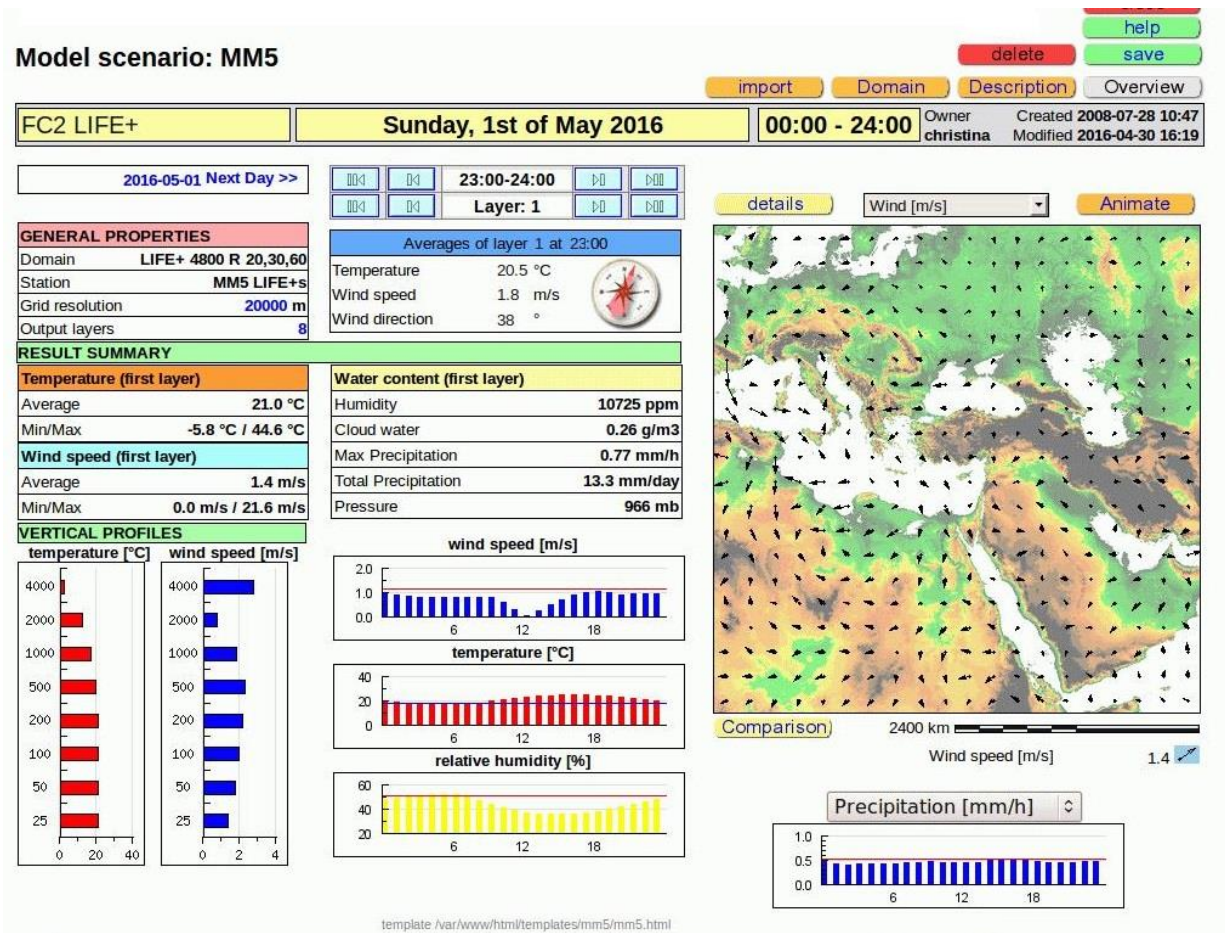 help
Model scenario: MM5
delete
save
import
Domain
Description
Overview
FC2 LIFE+
Sunday, 1st of May 2016
00:00 - 24:00
Owner
christina
Created 2008-07-28 10:47
Modified 2016-04-30 16:19
2016-05-01 Next Day >>
23:00-24:00
Layer: 1
details
Wind [m/s]
Animate
GENERAL PROPERTIES
Domain LIFE+ 4800 R 20,30,60
Station MM5 LIFE+s
Grid resolution 20000 m
Output layers 8
Averages of layer 1 at 23:00
Temperature 20.5 °C
Wind speed 1.8 m/s
Wind direction 38 °
RESULT SUMMARY
Temperature (first layer)
Average 21.0 °C
Min/Max -5.8 °C / 44.6 °C
Wind speed (first layer)
Average 1.4 m/s
Min/Max 0.0 m/s / 21.6 m/s
Water content (first layer)
Humidity 10725 ppm
Cloud water 0.26 g/m3
Max Precipitation 0.77 mm/h
Total Precipitation 13.3 mm/day
Pressure 966 mb
VERTICAL PROFILES
temperature [°C]
4000
2000
1000
500
200
100
50
25
0 20 40
wind speed [m/s]
4000
2000
1000
500
200
100
50
25
0 2 4
wind speed [m/s]
2.0
1.0
0.0
6 12 18
temperature [°C]
40
20
0
6 12 18
relative humidity [%]
60
40
20
6 12 18
Comparison
2400 km
Wind speed [m/s] 1.4
Precipitation [mm/h]
1.0
0.5
0.0
6 12 18
template /var/www/html/templates/mm5/mm5.html